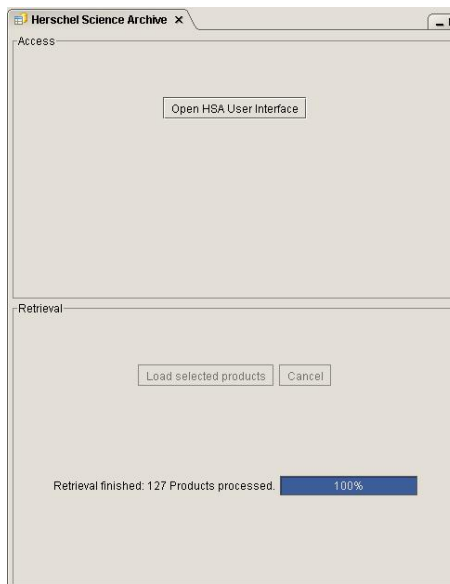 Herschel Science Archive
Access
Open HSA User Interface
Retrieval
Load selected products Cancel
Retrieval finished: 127 Products processed. 100%